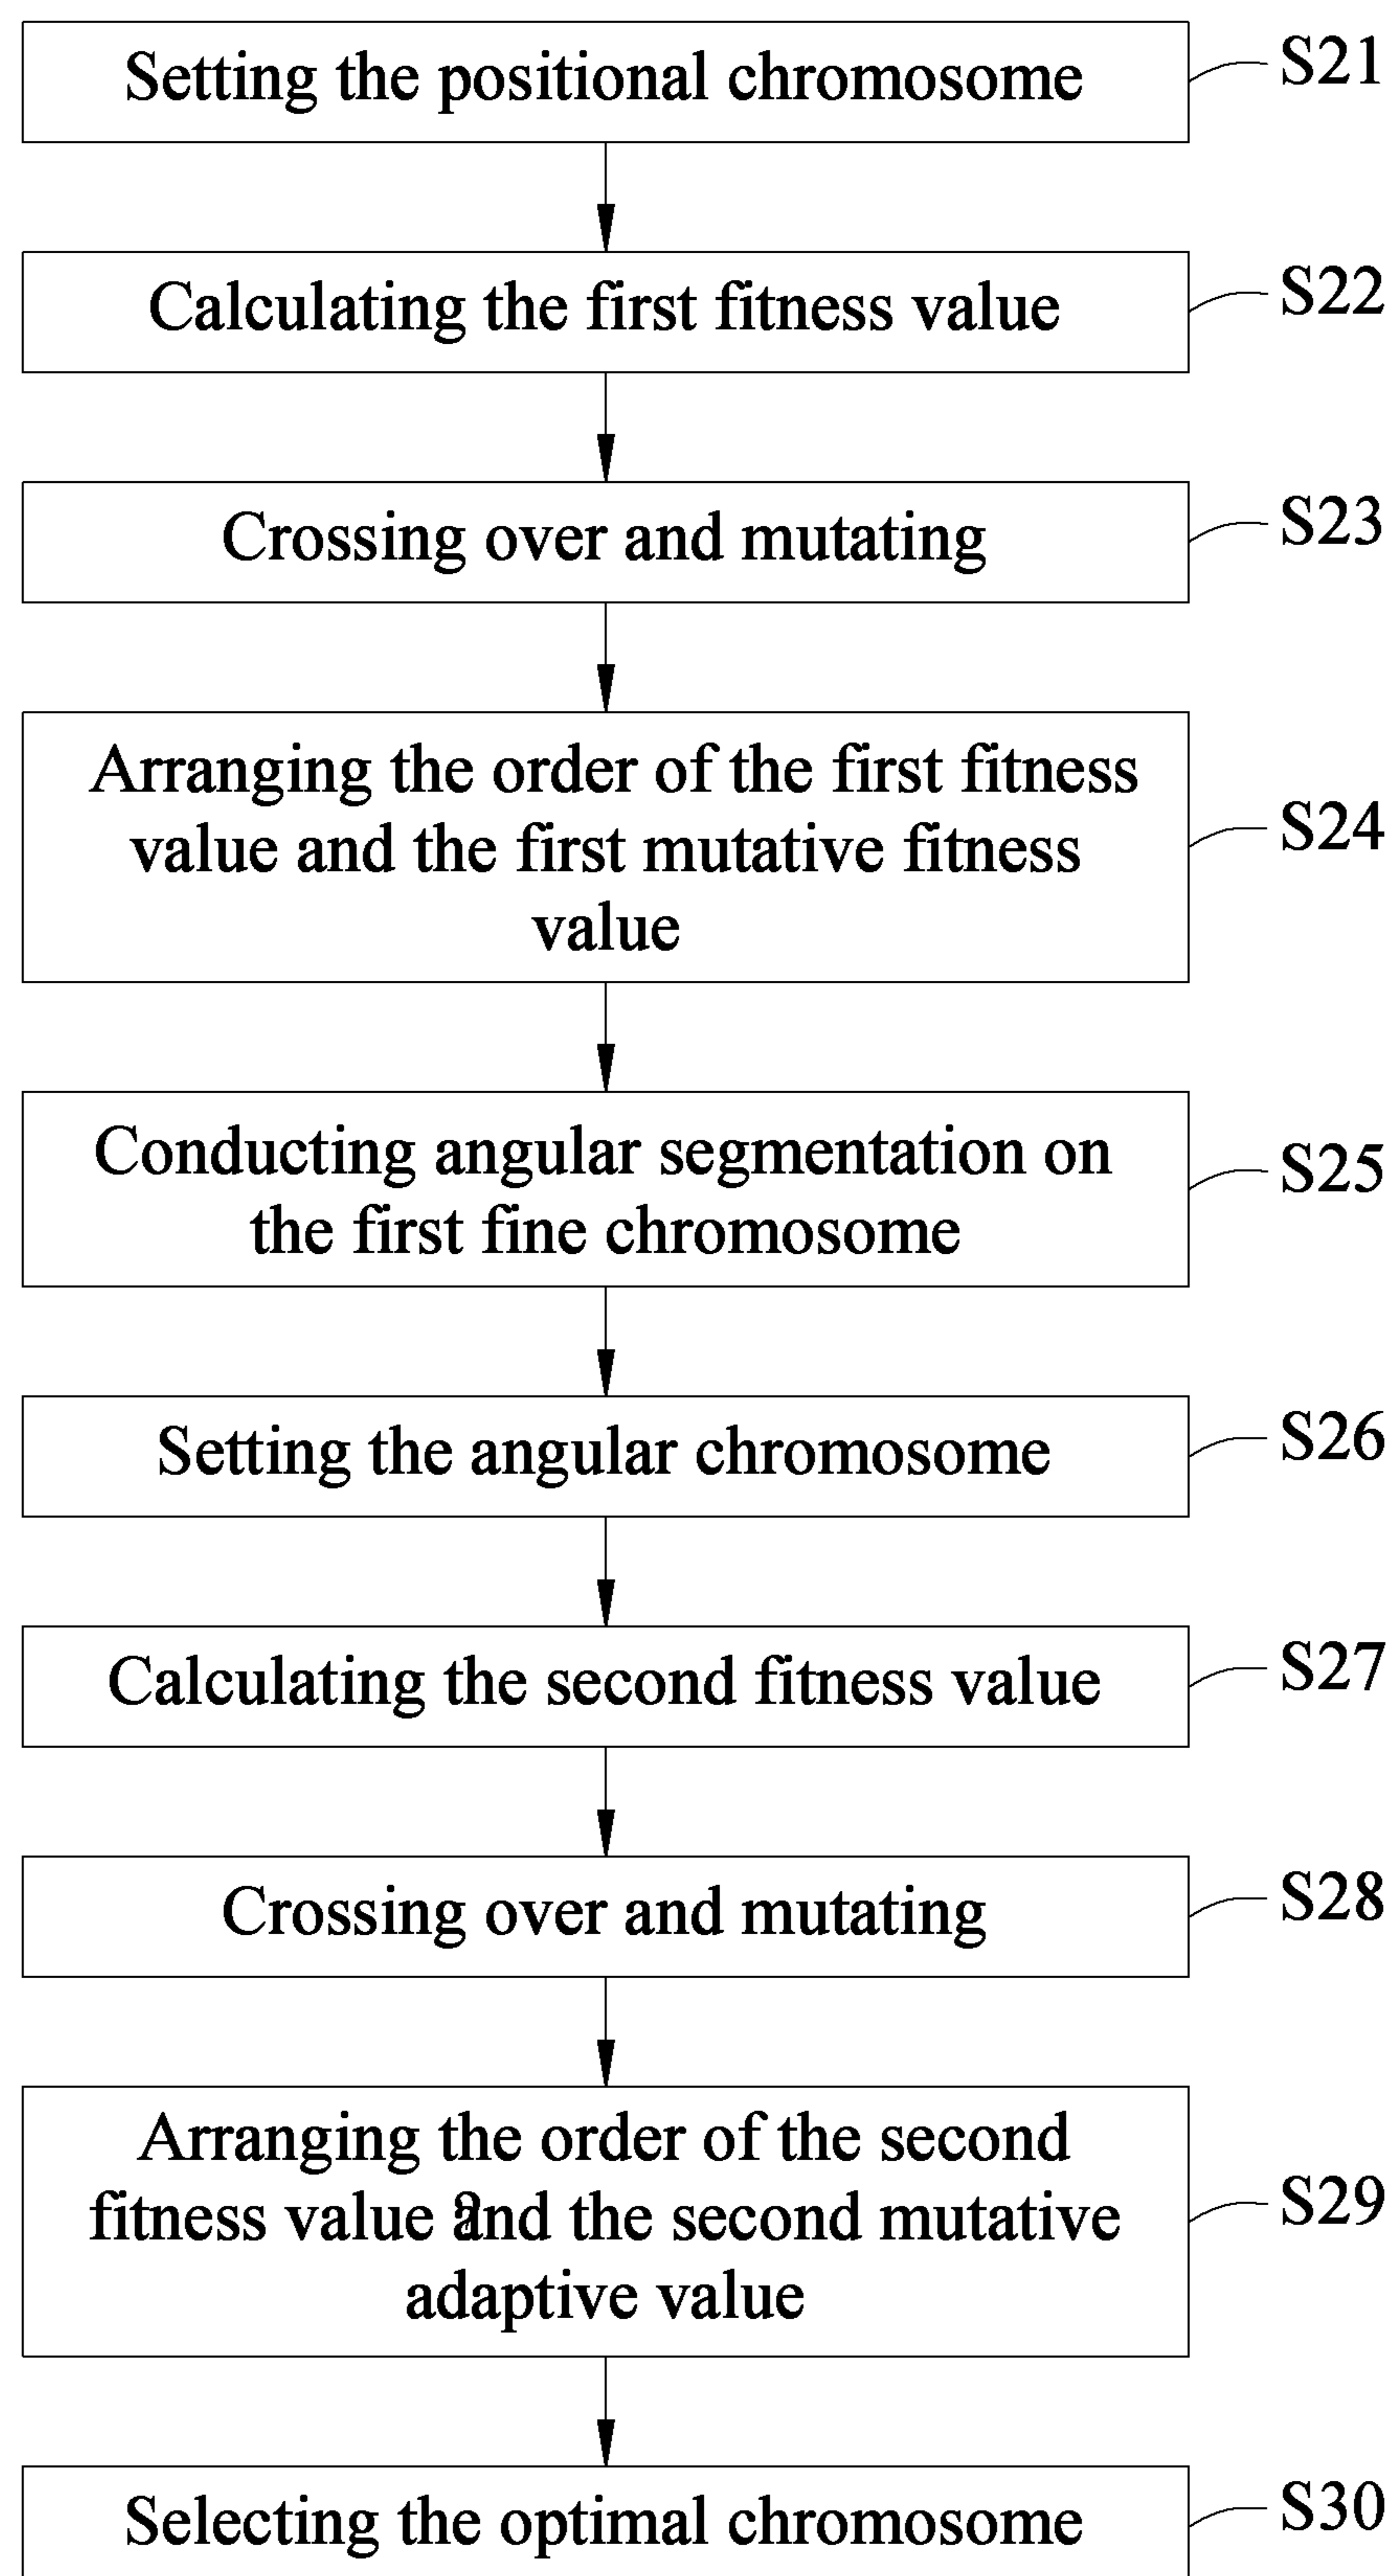 Setting the positional chromosome
S21
Calculating the first fitness value
S22
Crossing over and mutating
S23
Arranging the order of the first fitness
value and the first mutative fitness
value
S24
Conducting angular segmentation on
the first fine chromosome
S25
Setting the angular chromosome
S26
Calculating the second fitness value
S27
Crossing over and mutating
S28
Arranging the order of the second
fitness value and the second mutative
adaptive value
S29
Selecting the optimal chromosome
S30